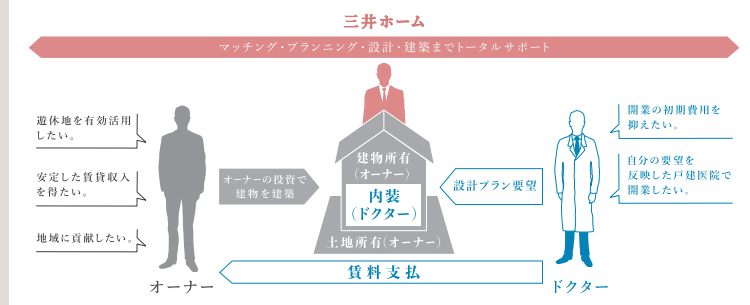 三井ホーム
マッチング・プランニング・設計・建築までトータルサポート
遊休地を有効活用
したい。
安定した賃貸収入
を得たい。
地域に貢献したい。
オーナーの投資で
建物を建築
建物所有
(オーナー)
内装
(ドクター)
土地所有(オーナー)
設計プラン要望
開業の初期費用を
抑えたい。
自分の要望を
反映した戸建医院で
開業したい。
賃料支払
オーナー
ドクター